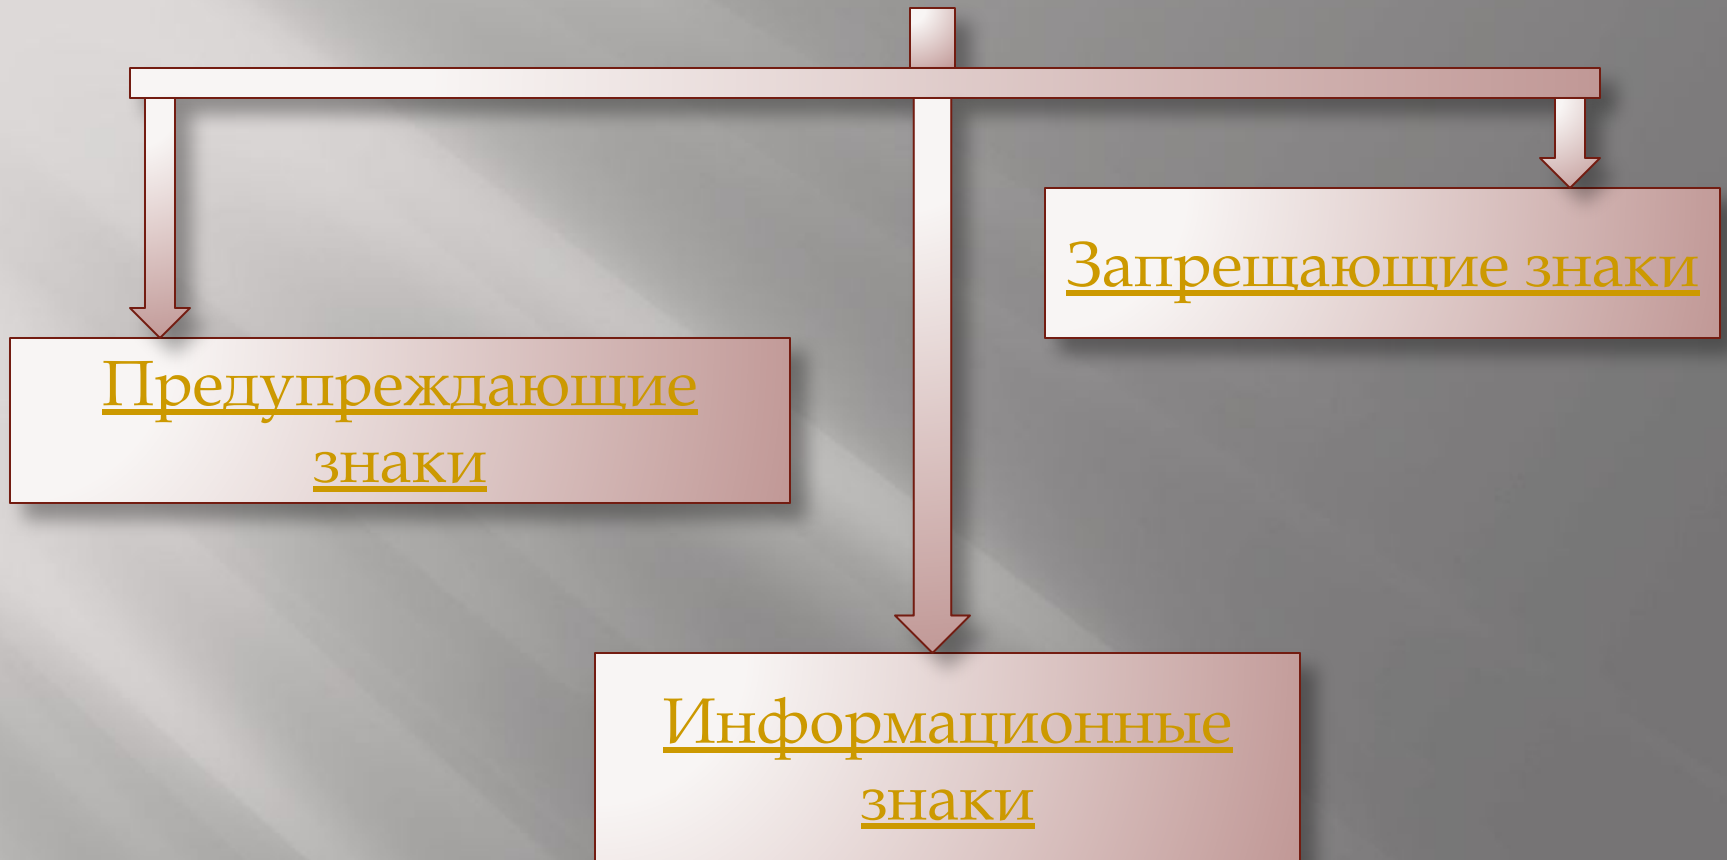 Запрещающие знаки
Предупреждающие
знаки
Информационные
знаки